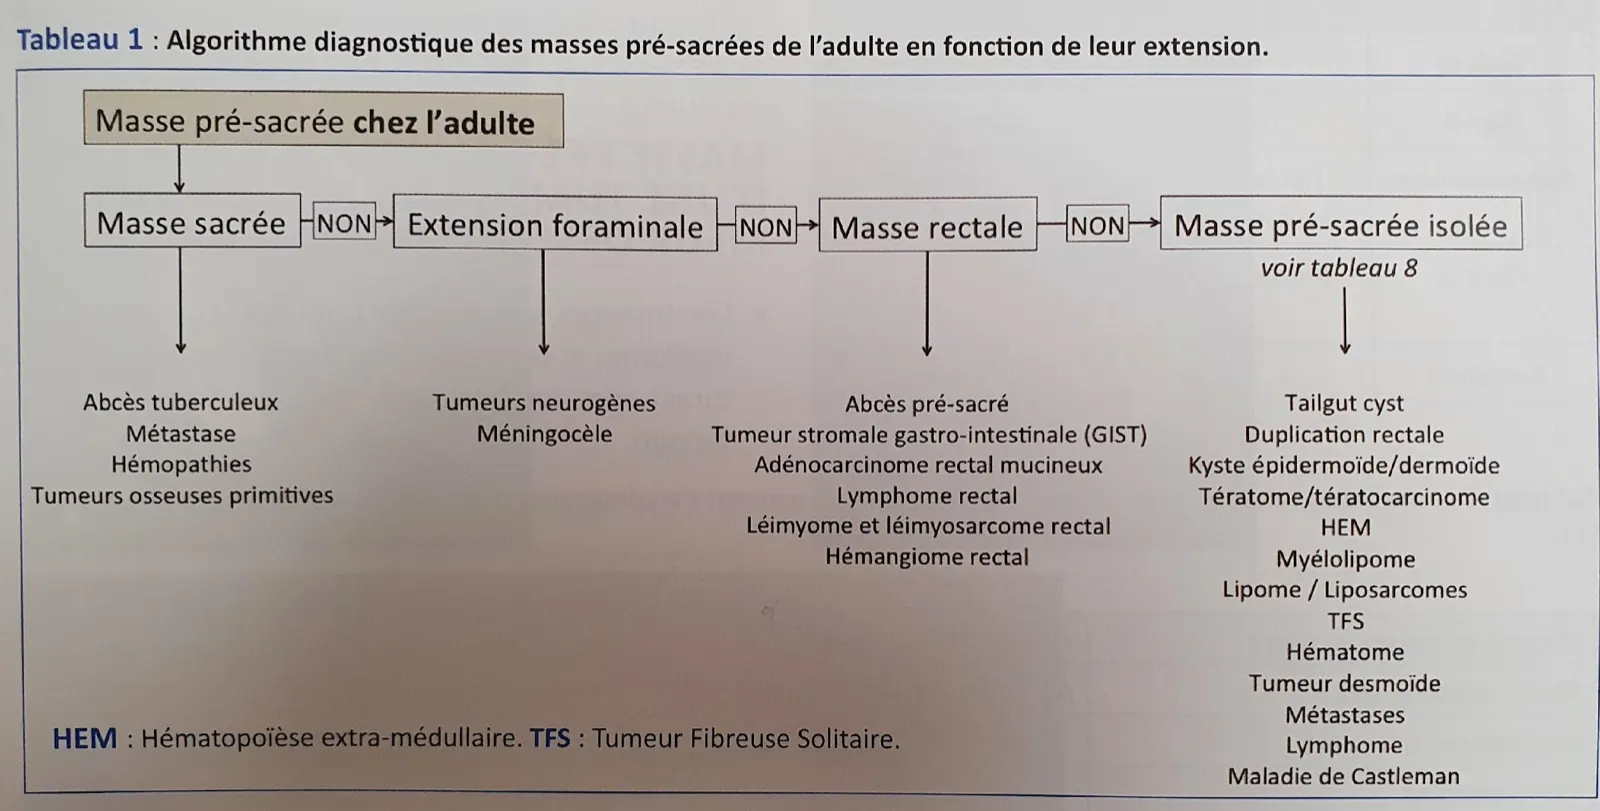 Tableau 1 : Algorithme diagnostique des masses pré-sacrées de l'adulte en fonction de leur extension.
Masse pré-sacrée chez l'adulte
Masse sacrée
NON
Extension foraminale
NON
Masse rectale
NON
Masse pré-sacrée isolée
voir tableau 8
Abcès tuberculeux
Métastase
Hémopathies
Tumeurs osseuses primitives
Tumeurs neurogènes
Méningocèle
Abcès pré-sacré
Tumeur stromale gastro-intestinale (GIST)
Adénocarcinome rectal mucineux
Lymphome rectal
Léimyome et léimyosarcome rectal
Hémangiome rectal
Tailgut cyst
Duplication rectale
Kyste épidermoïde/dermoïde
Tératome/tératocarcinome
HEM
Myélolipome
Lipome / Liposarcomes
TFS
Hématome
Tumeur desmoïde
Métastases
Lymphome
Maladie de Castleman
HEM : Hématopoïèse extra-médullaire. TFS : Tumeur Fibreuse Solitaire.